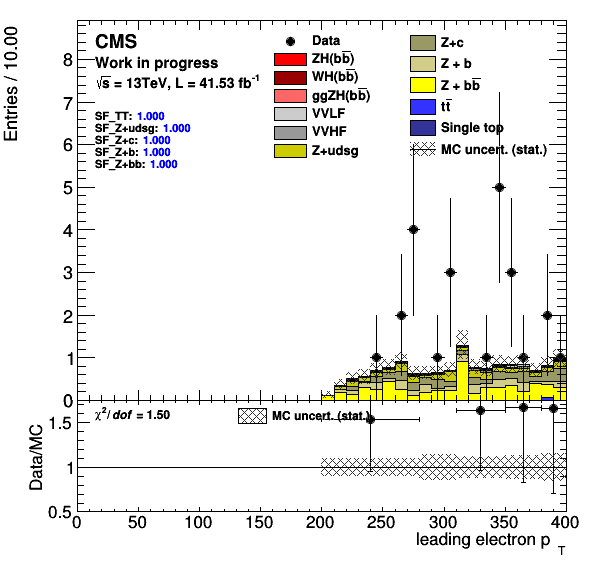 CMS
Work in progress
√s = 13TeV, L = 41.53 fb⁻¹
SF_TT: 1.000
SF_Z+udsg: 1.000
SF_Z+c: 1.000
SF_Z+b: 1.000
SF_Z+bb: 1.000
Data
ZH(bb̅)
WH(bb̅)
ggZH(bb̅)
VVLF
VVHF
Z+udsg
Z+c
Z + b
Z + bb̅
tt̅
Single top
MC uncert. (stat.)
Entries / 10.00
8
7
6
5
4
3
2
1
0
χ²/dof = 1.50
MC uncert. (stat.)
Data/MC
1.5
1
0.5
0 50 100 150 200 250 300 350 400
leading electron p_T